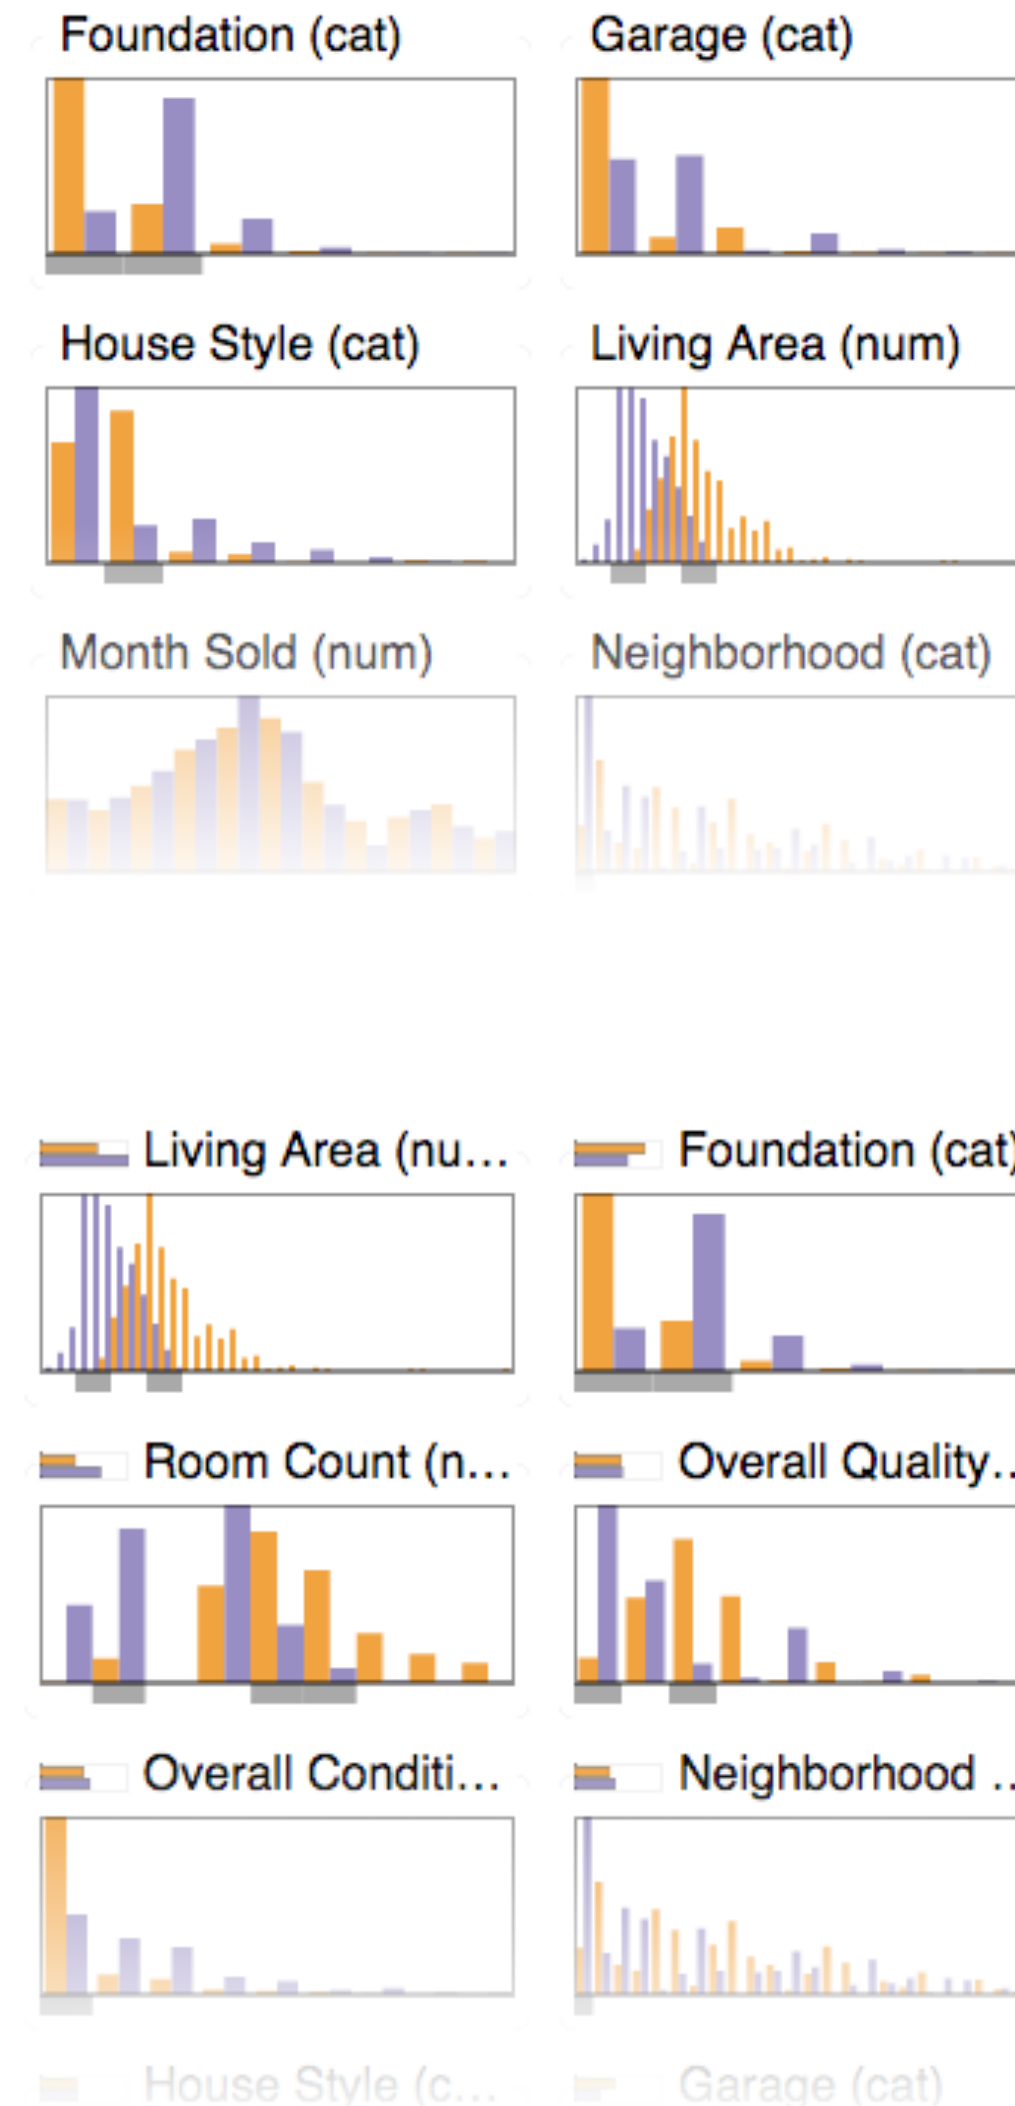 Foundation (cat) Garage (cat)
House Style (cat) Living Area (num)
Month Sold (num) Neighborhood (cat)
Living Area (nu... Foundation (cat)
Room Count (n... Overall Quality..
Overall Conditi... Neighborhood ..
House Style (c... Garage (cat)